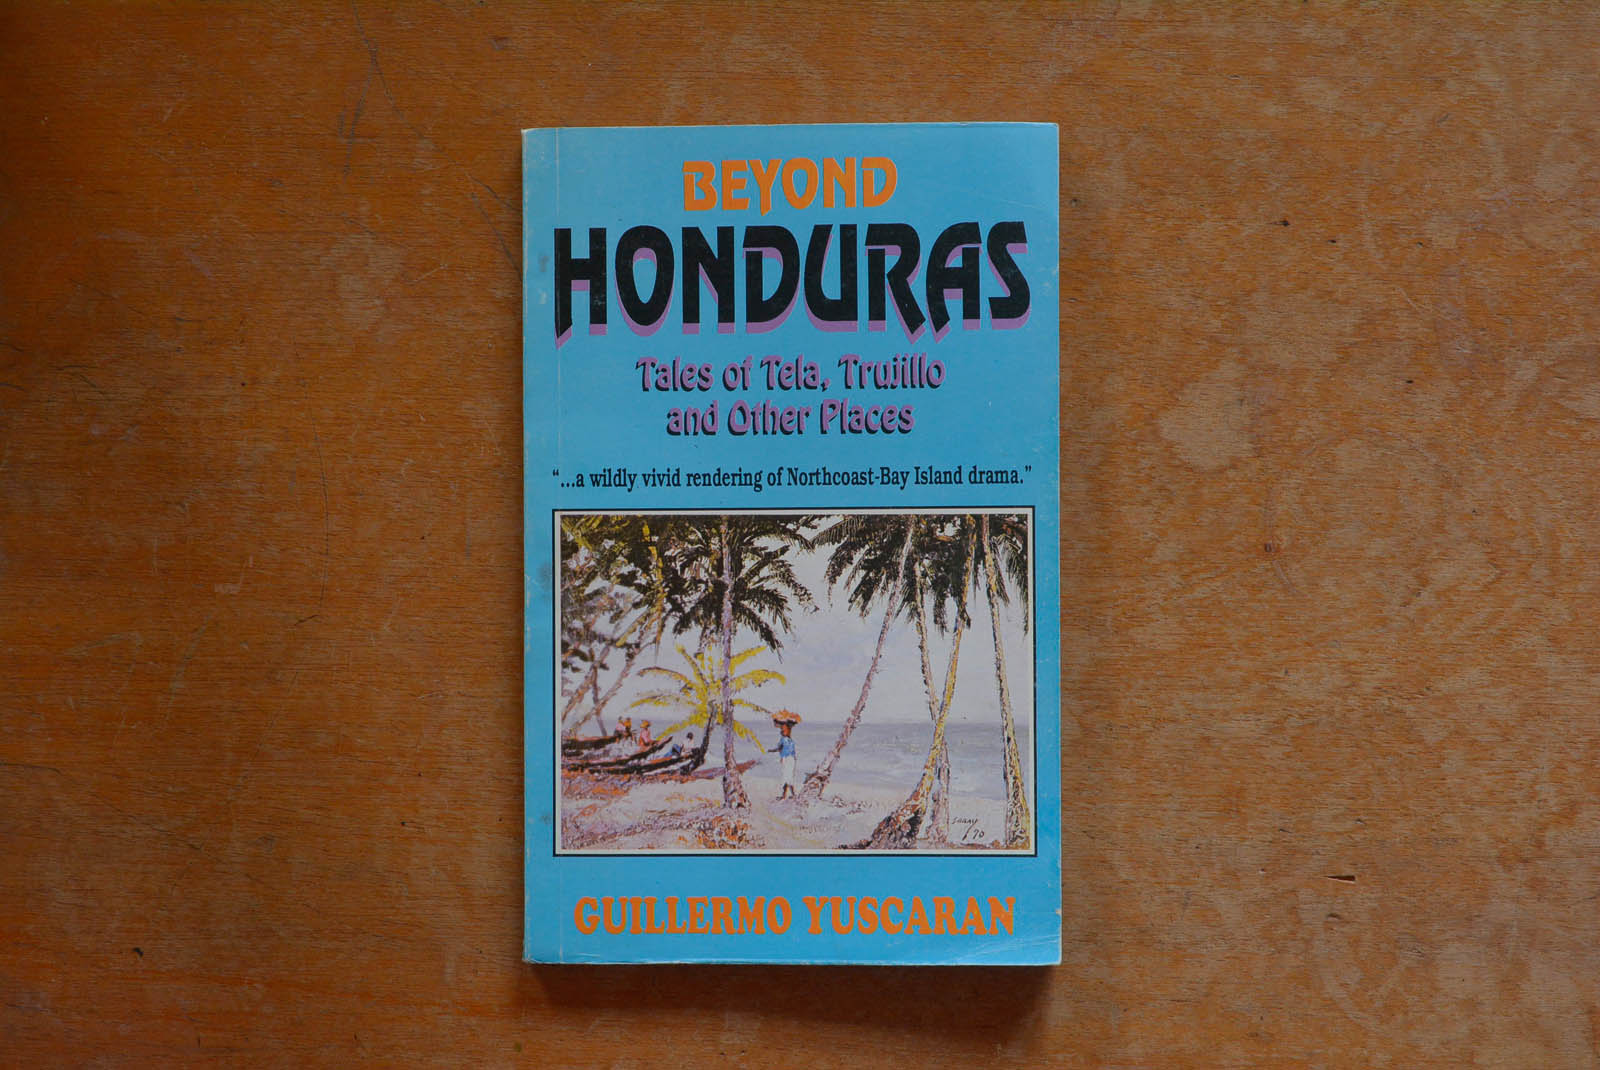 BEYOND
HONDURAS
Tales of Tela, Trujillo
and Other Places
“...a wildly vivid rendering of Northcoast-Bay Island drama.”
'90
GUILLERMO YUSCARAN